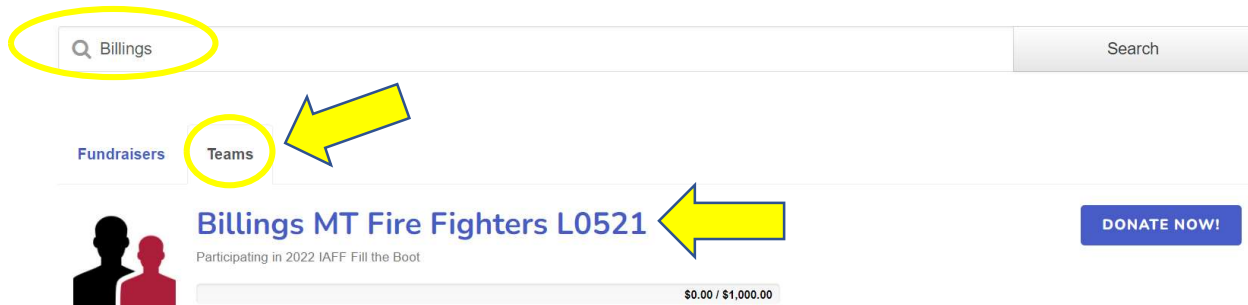 Billings
Search
Fundraisers
Teams
Billings MT Fire Fighters L0521
DONATE NOW!
Participating in 2022 IAFF Fill the Boot
$0.00 / $1,000.00